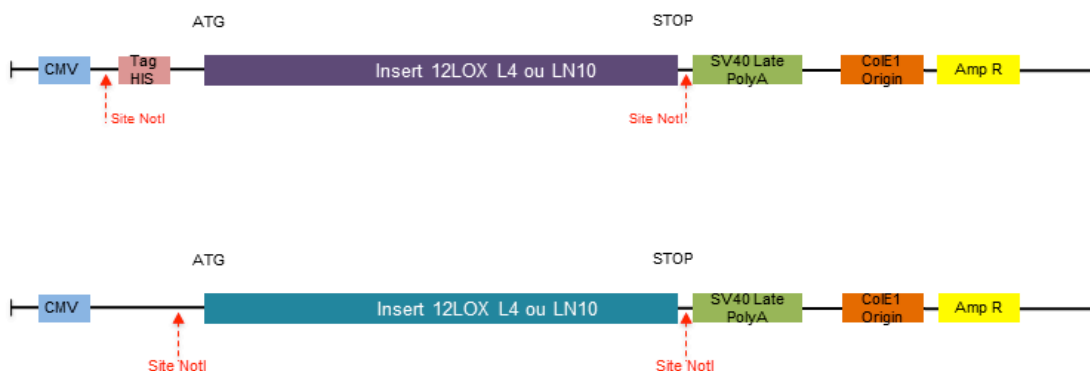 ATG
STOP
CMV
Tag
HIS
Insert 12LOX L4 ou LN10
SV40 Late
PolyA
ColE1
Origin
Amp R
Site NotI
Site NotI
ATG
STOP
CMV
Insert 12LOX L4 ou LN10
SV40 Late
PolyA
ColE1
Origin
Amp R
Site NotI
Site NotI